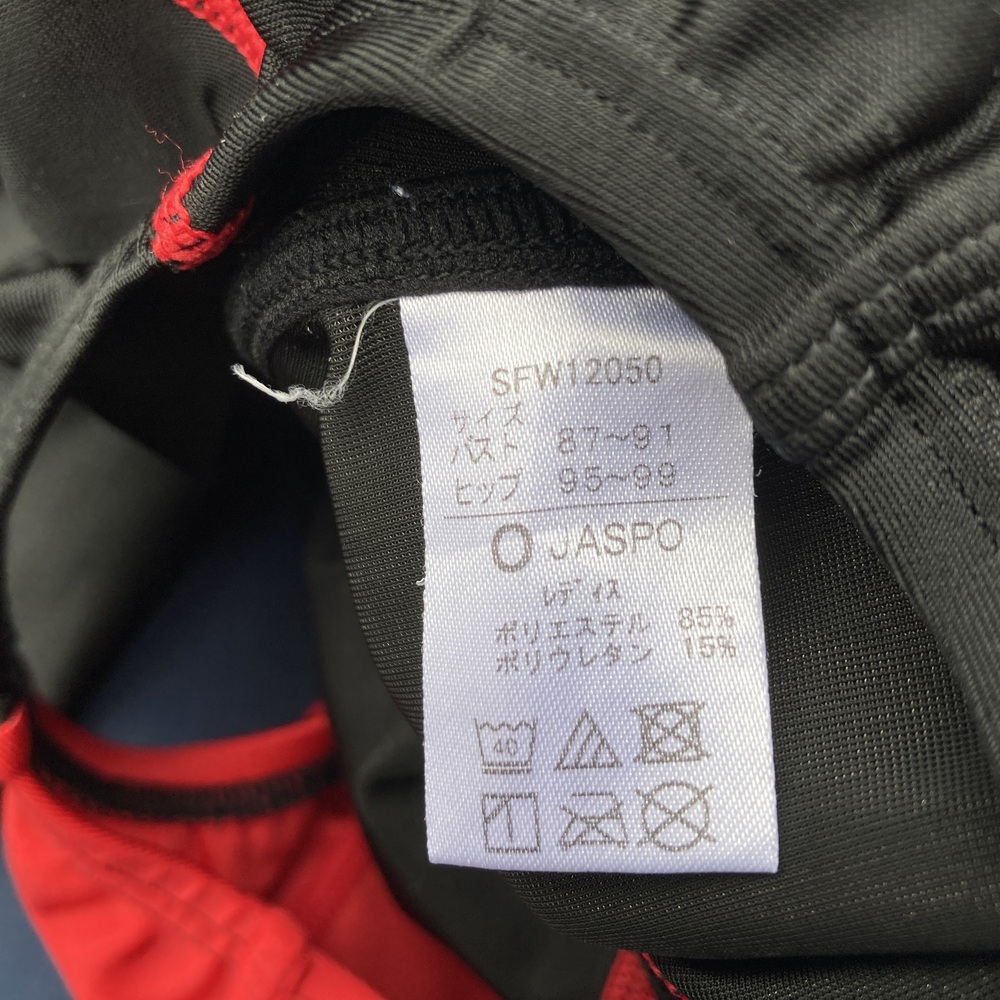 SFW12050
サイズ
バスト 87~91
ヒップ 95~99
O JASPO
レディス
ポリエステル 85%
ポリウレタン 15%
40